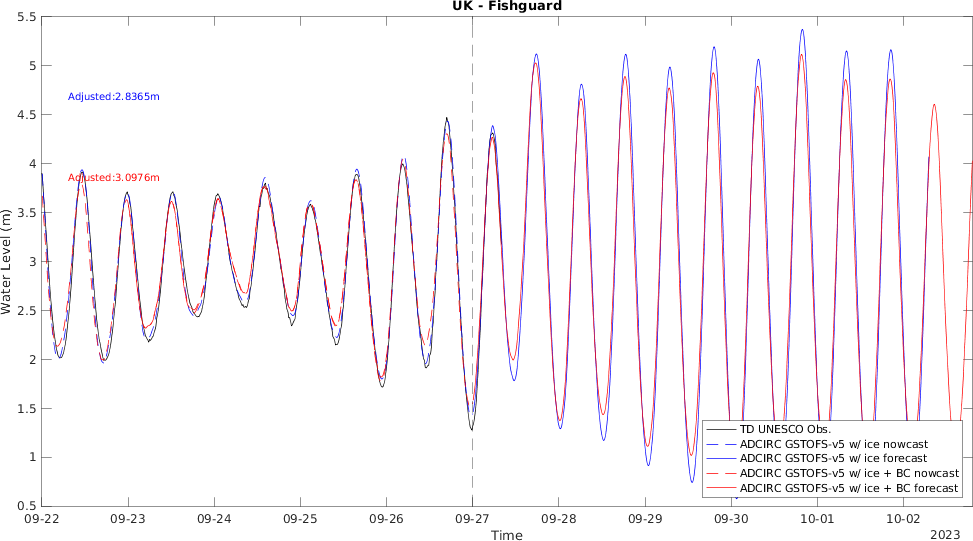 UK - Fishguard
5.5
5
4.5
4
3.5
3
2.5
2
1.5
1
0.5
Water Level (m)
Adjusted:2.8365m
Adjusted:3.0976m
TD UNESCO Obs.
ADCIRC GSTOFS-v5 w/ ice nowcast
ADCIRC GSTOFS-v5 w/ ice forecast
ADCIRC GSTOFS-v5 w/ ice + BC nowcast
ADCIRC GSTOFS-v5 w/ ice + BC forecast
09-22 09-23 09-24 09-25 09-26 09-27 09-28 09-29 09-30 10-01 10-02
Time
2023